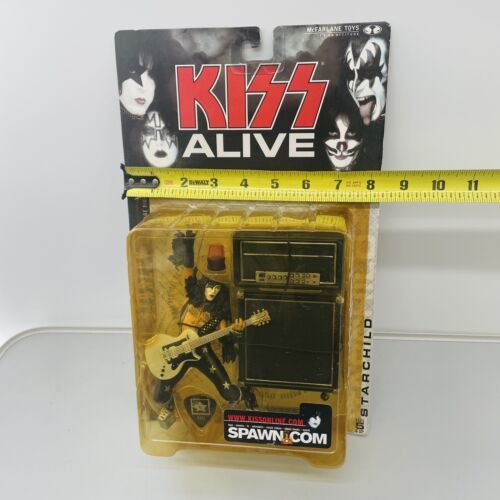 McFARLANE TOYS
KISS
ALIVE
2 DEWALT 3 4 5 6 7 8 9 10 11
STARCHILD
WWW.KISSONLINE.COM
SPAWN.COM